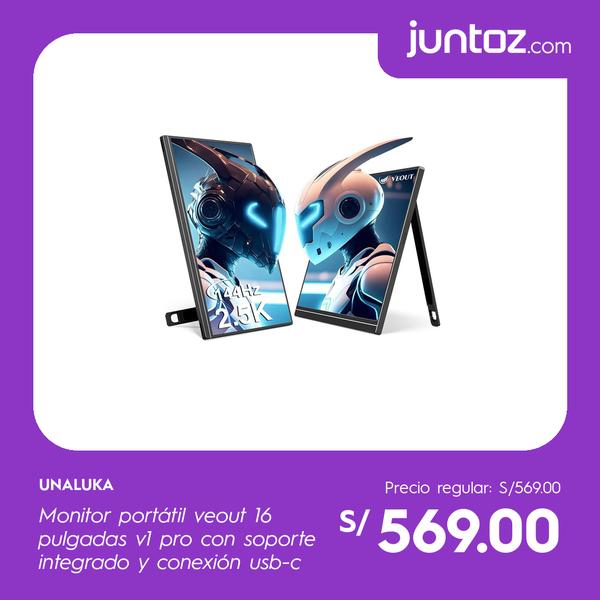 juntoz.com
VEOUT
144Hz
2.5K
UNALUKA
Monitor portátil veout 16
pulgadas v1 pro con soporte
integrado y conexión usb-c
Precio regular: S/569.00
S/ 569.00